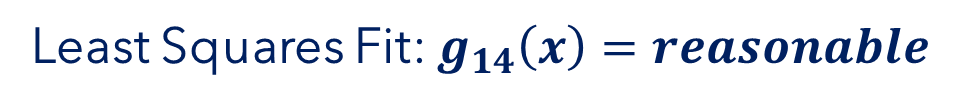 Least Squares Fit: g₁₄(x) = reasonable